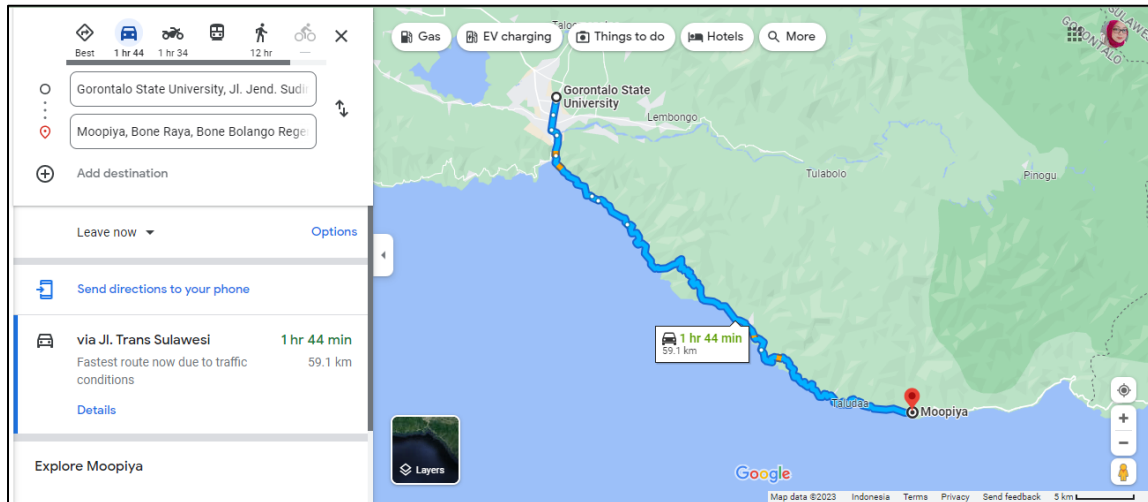 Best
1 hr 44
1 hr 34
12 hr
—
Gorontalo State University, Jl. Jend. Sudir
Moopiya, Bone Raya, Bone Bolango Rege
Add destination
Leave now
Options
Send directions to your phone
via Jl. Trans Sulawesi
1 hr 44 min
Fastest route now due to traffic
59.1 km
conditions
Details
Explore Moopiya
Gas
EV charging
Things to do
Hotels
More
GORONTALO
Gorontalo State
University
Lembongo
Tulabolo
Pinogu
1 hr 44 min
59.1 km
Taludaa
Moopiya
Layers
Google
Map data ©2023
Indonesia
Terms
Privacy
Send feedback
5 km